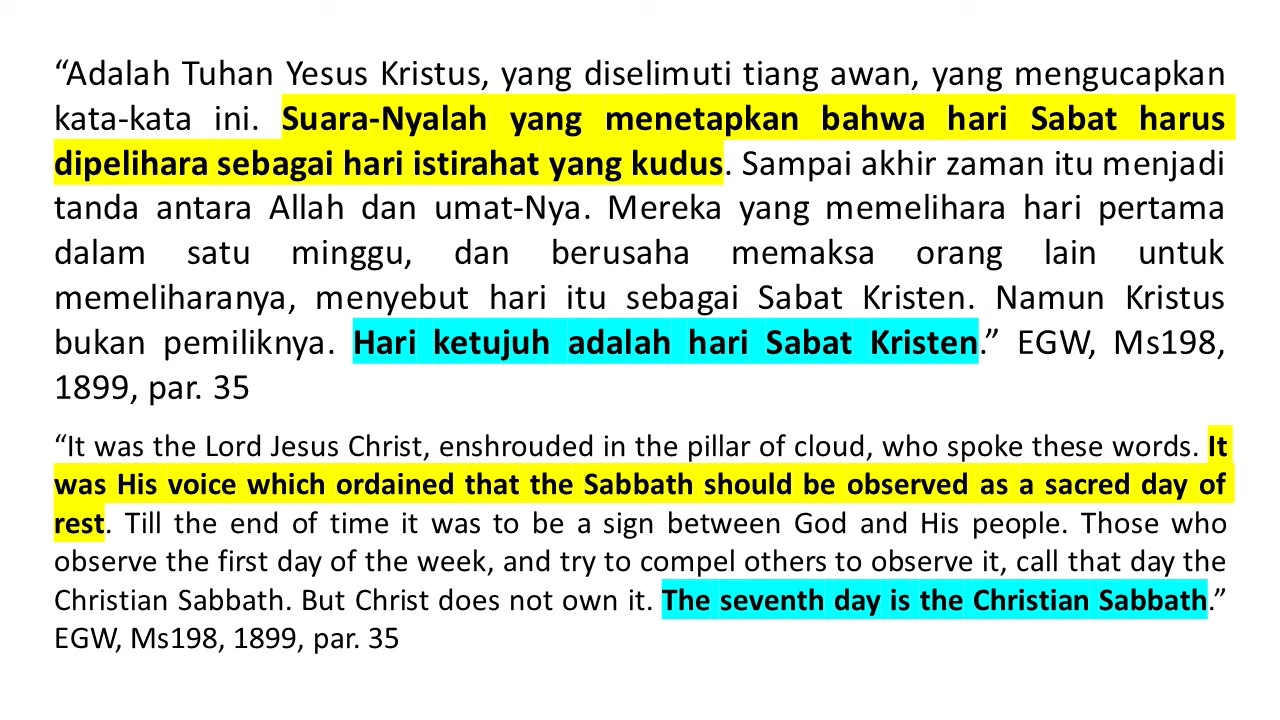 “Adalah Tuhan Yesus Kristus, yang diselimuti tiang awan, yang mengucapkan
kata-kata ini. Suara-Nyalah yang menetapkan bahwa hari Sabat harus
dipelihara sebagai hari istirahat yang kudus. Sampai akhir zaman itu menjadi
tanda antara Allah dan umat-Nya. Mereka yang memelihara hari pertama
dalam satu minggu, dan berusaha memaksa orang lain untuk
memeliharanya, menyebut hari itu sebagai Sabat Kristen. Namun Kristus
bukan pemiliknya. Hari ketujuh adalah hari Sabat Kristen.” EGW, Ms198,
1899, par. 35
“It was the Lord Jesus Christ, enshrouded in the pillar of cloud, who spoke these words. It
was His voice which ordained that the Sabbath should be observed as a sacred day of
rest. Till the end of time it was to be a sign between God and His people. Those who
observe the first day of the week, and try to compel others to observe it, call that day the
Christian Sabbath. But Christ does not own it. The seventh day is the Christian Sabbath.”
EGW, Ms198, 1899, par. 35